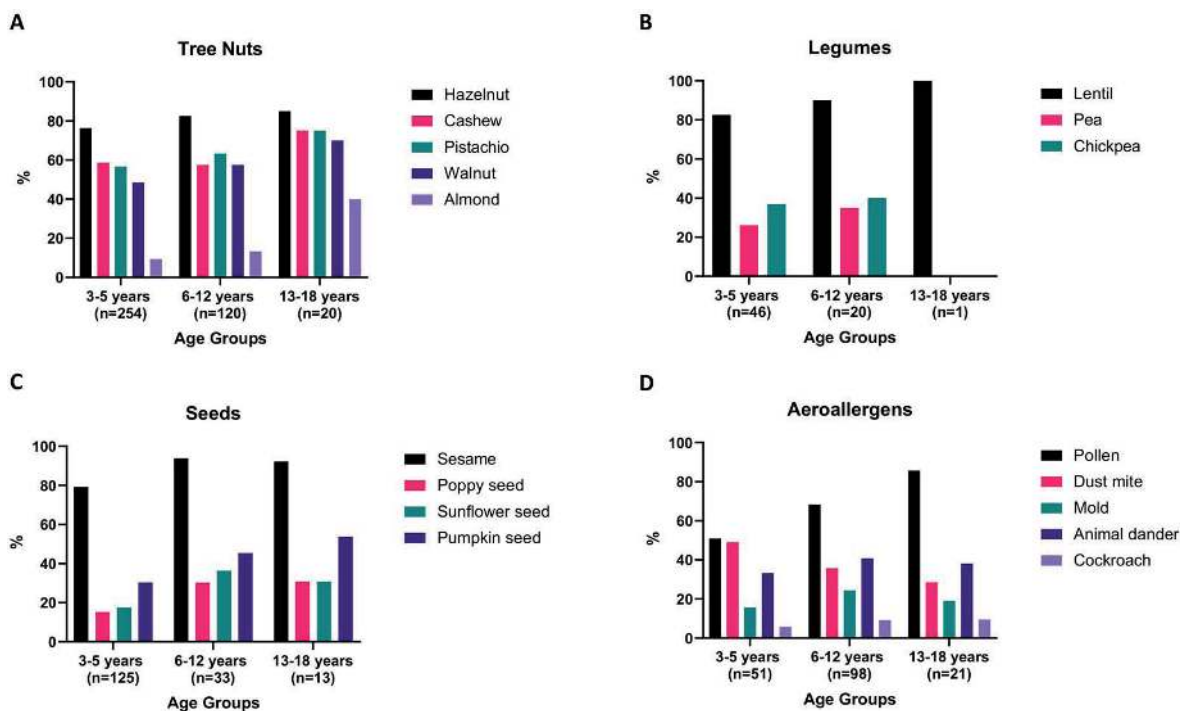 A
Tree Nuts
100
80
60
40
20
0
%
3-5 years
(n=254)
6-12 years
(n=120)
13-18 years
(n=20)
Age Groups
Hazelnut
Cashew
Pistachio
Walnut
Almond
B
Legumes
100
80
60
40
20
0
%
3-5 years
(n=46)
6-12 years
(n=20)
13-18 years
(n=1)
Age Groups
Lentil
Pea
Chickpea
C
Seeds
100
80
60
40
20
0
%
3-5 years
(n=125)
6-12 years
(n=33)
13-18 years
(n=13)
Age Groups
Sesame
Poppy seed
Sunflower seed
Pumpkin seed
D
Aeroallergens
100
80
60
40
20
0
%
3-5 years
(n=51)
6-12 years
(n=98)
13-18 years
(n=21)
Age Groups
Pollen
Dust mite
Mold
Animal dander
Cockroach